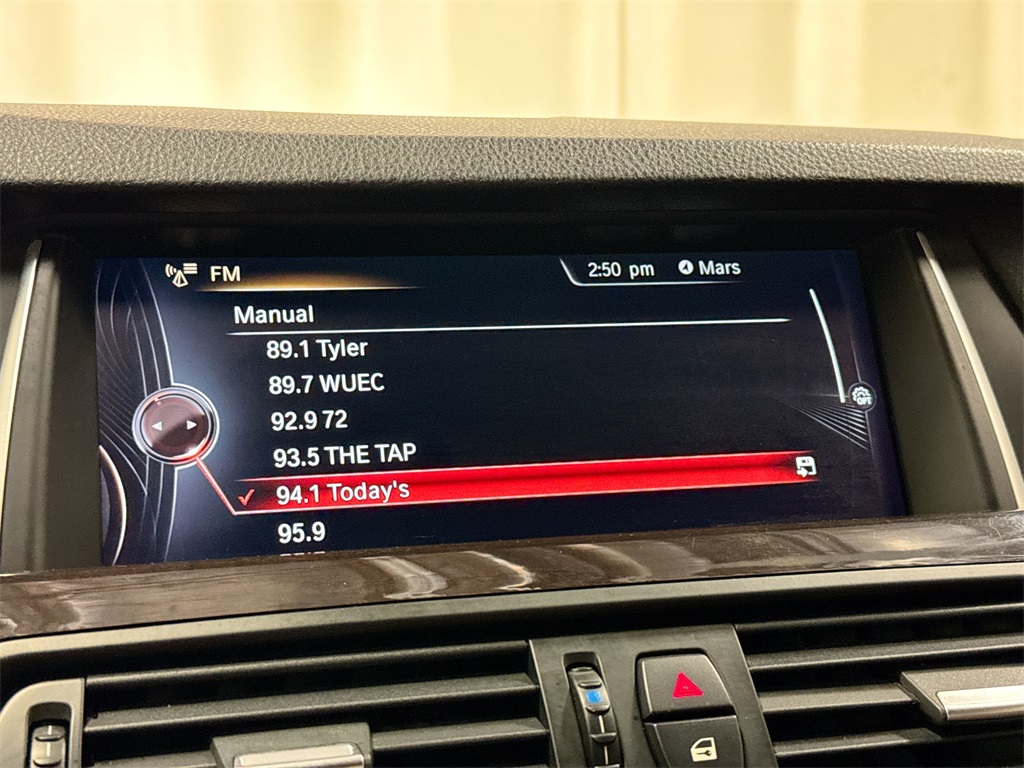 FM
2:50 pm Mars
Manual
89.1 Tyler
89.7 WUEC
92.9 72
93.5 THE TAP
94.1 Today's
95.9
OPT